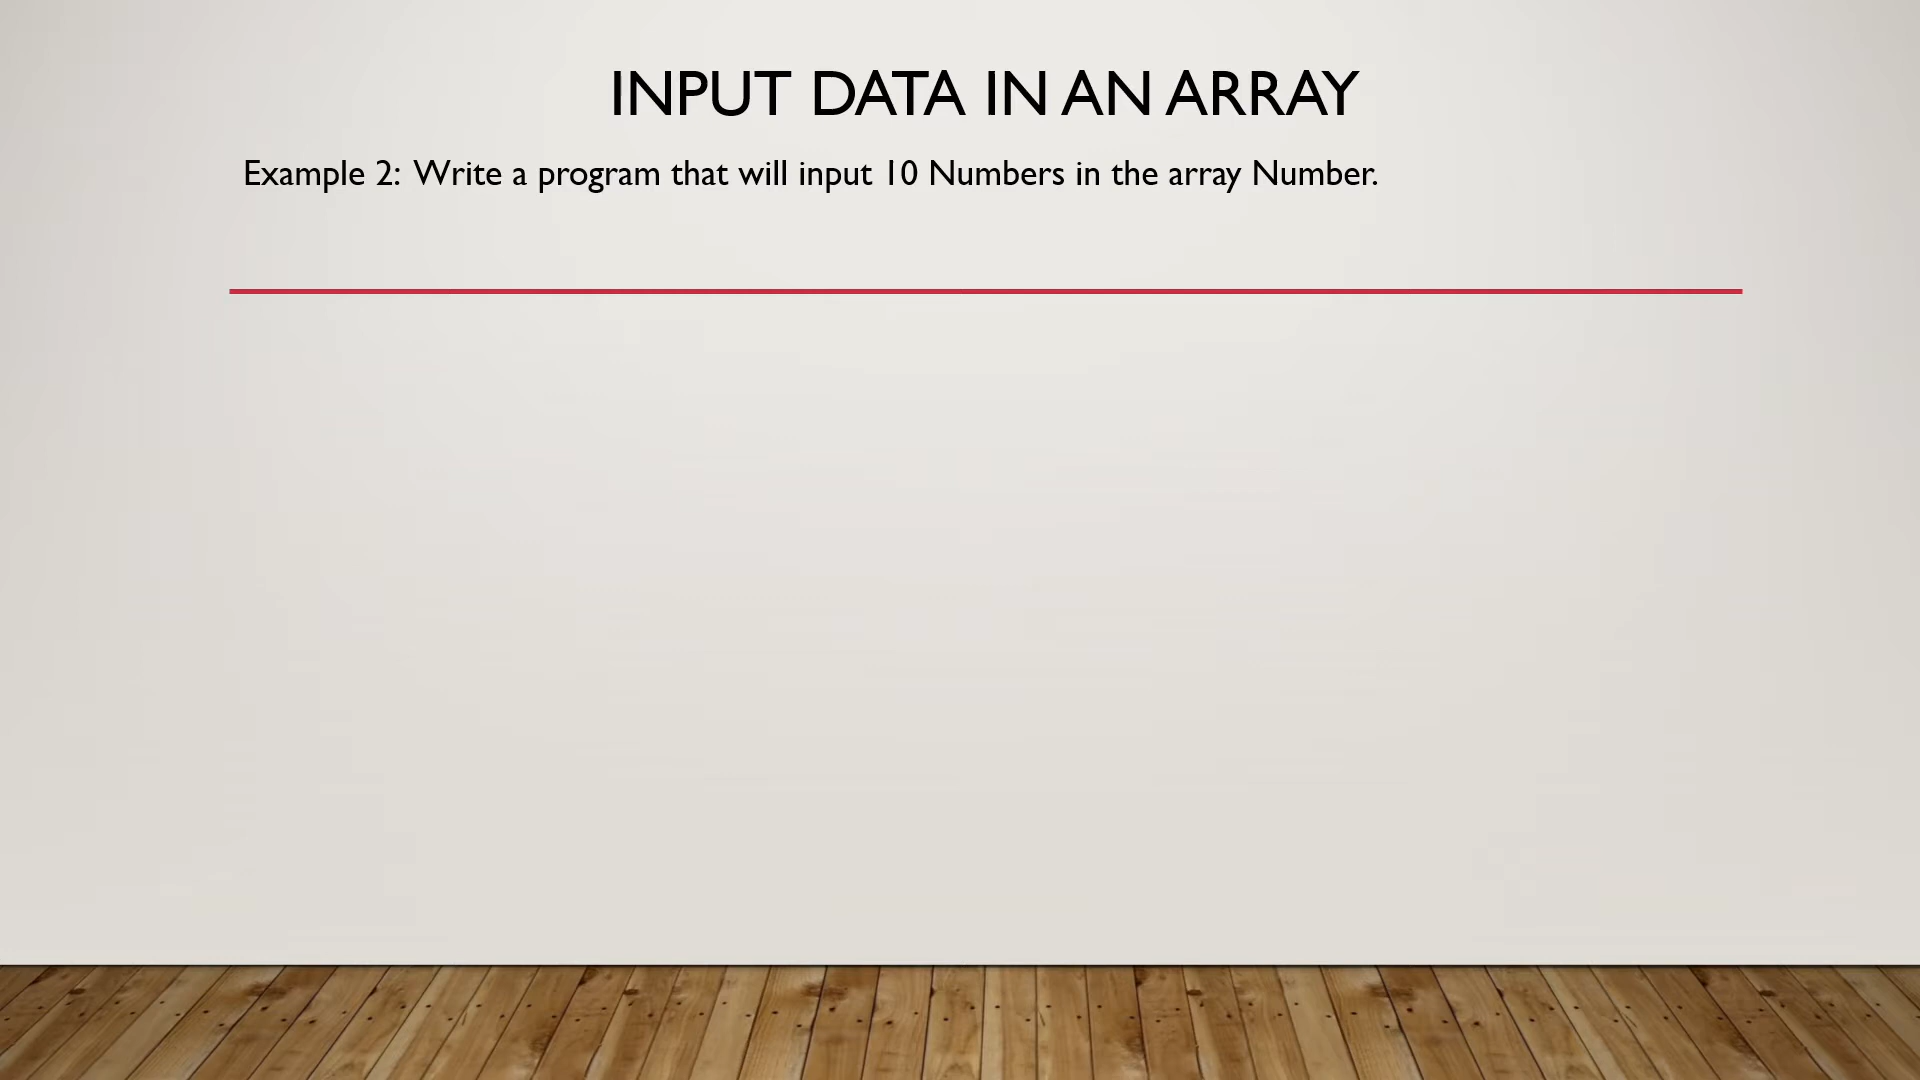 INPUT DATA IN AN ARRAY
Example 2: Write a program that will input 10 Numbers in the array Number.